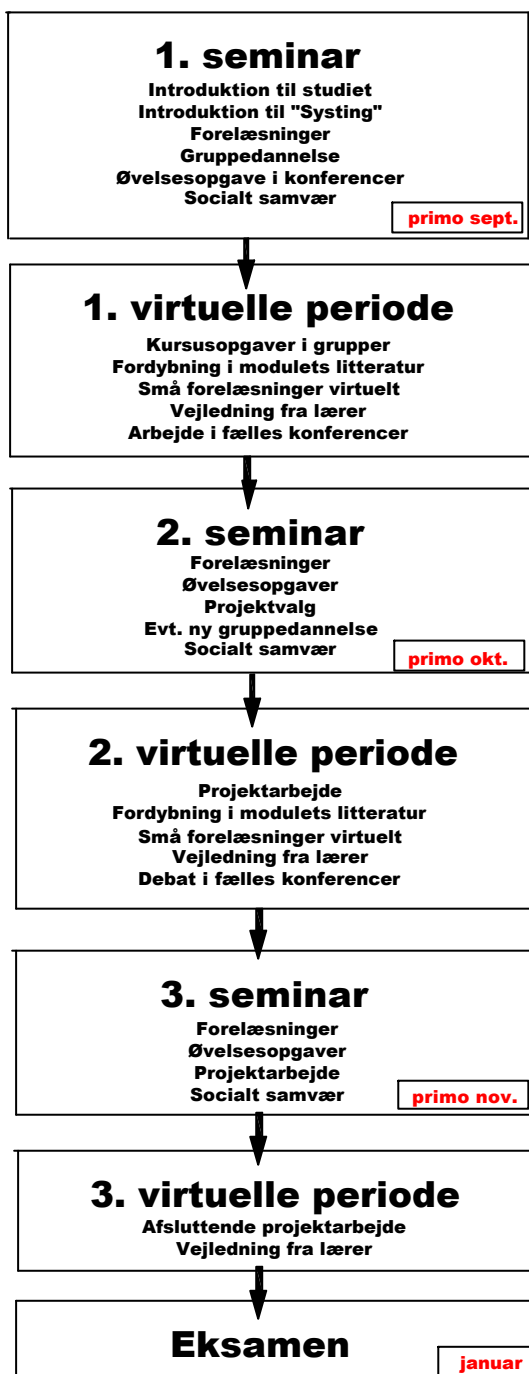 1. seminar
Introduktion til studiet
Introduktion til "Systing"
Forelæsninger
Gruppedannelse
Øvelsesopgave i konferencer
Socialt samvær
primo sept.
1. virtuelle periode
Kursusopgaver i grupper
Fordybning i modulets litteratur
Små forelæsninger virtuelt
Vejledning fra lærer
Arbejde i fælles konferencer
2. seminar
Forelæsninger
Øvelsesopgaver
Projektvalg
Evt. ny gruppedannelse
Socialt samvær
primo okt.
2. virtuelle periode
Projektarbejde
Fordybning i modulets litteratur
Små forelæsninger virtuelt
Vejledning fra lærer
Debat i fælles konferencer
3. seminar
Forelæsninger
Øvelsesopgaver
Projektarbejde
Socialt samvær
primo nov.
3. virtuelle periode
Afsluttende projektarbejde
Vejledning fra lærer
Eksamen
januar